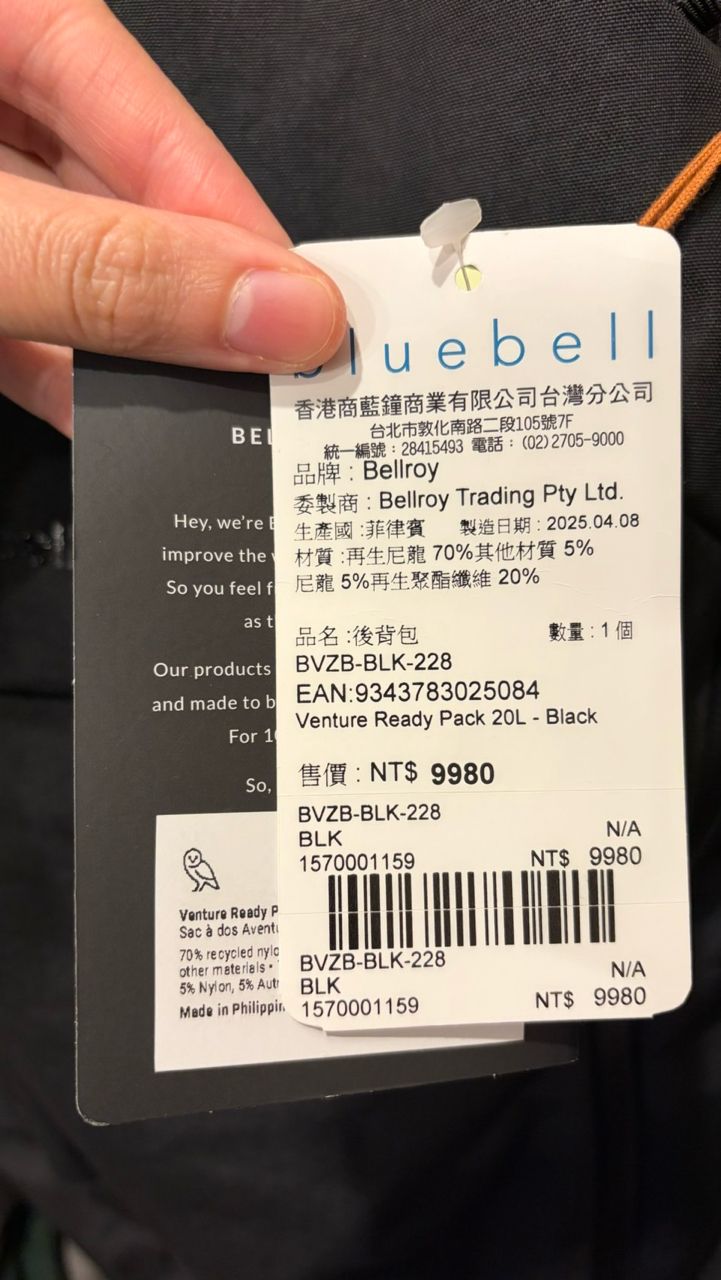 bluebell
香港商藍鐘商業有限公司台灣分公司
台北市敦化南路二段105號7F
統一編號：28415493 電話：(02)2705-9000
品牌：Bellroy
委製商：Bellroy Trading Pty Ltd.
生產國:菲律賓 製造日期：2025.04.08
材質:再生尼龍 70%其他材質 5%
尼龍 5%再生聚酯纖維 20%
品名:後背包 數量：1 個
BVZB-BLK-228
EAN:9343783025084
Venture Ready Pack 20L - Black
售價：NT$ 9980
BVZB-BLK-228
BLK N/A
1570001159 NT$ 9980
BVZB-BLK-228
BLK N/A
1570001159 NT$ 9980
Hey, we're
improve the
So you feel
Our products
and made to
For
So,
Venture Ready
Sac à dos
70% recycled
other materials •
5% Nylon, 5%
Made in